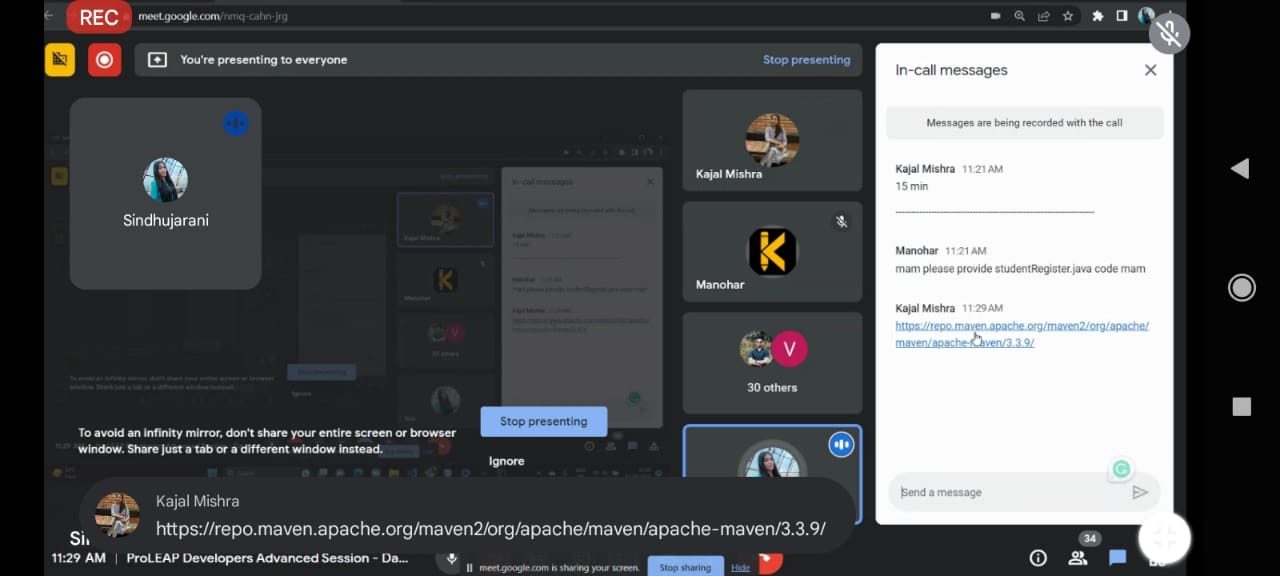 REC
meet.google.com/nmq-cahn-jrg
You're presenting to everyone
Stop presenting
Sindhujarani
Kajal Mishra
Manohar
V
30 others
To avoid an infinity mirror, don't share your entire screen or browser
window. Share just a tab or a different window instead.
Stop presenting
Ignore
In-call messages
Messages are being recorded with the call
Kajal Mishra 11:21 AM
15 min
----------------------------------------------------------------
Manohar 11:21 AM
mam please provide studentRegister.java code mam
Kajal Mishra 11:29 AM
https://repo.maven.apache.org/maven2/org/apache/
maven/apache-maven/3.3.9/
Send a message
Kajal Mishra
https://repo.maven.apache.org/maven2/org/apache/maven/apache-maven/3.3.9/
11:29 AM | ProLEAP Developers Advanced Session - Da...
meet.google.com is sharing your screen.
Stop sharing
Hide
34